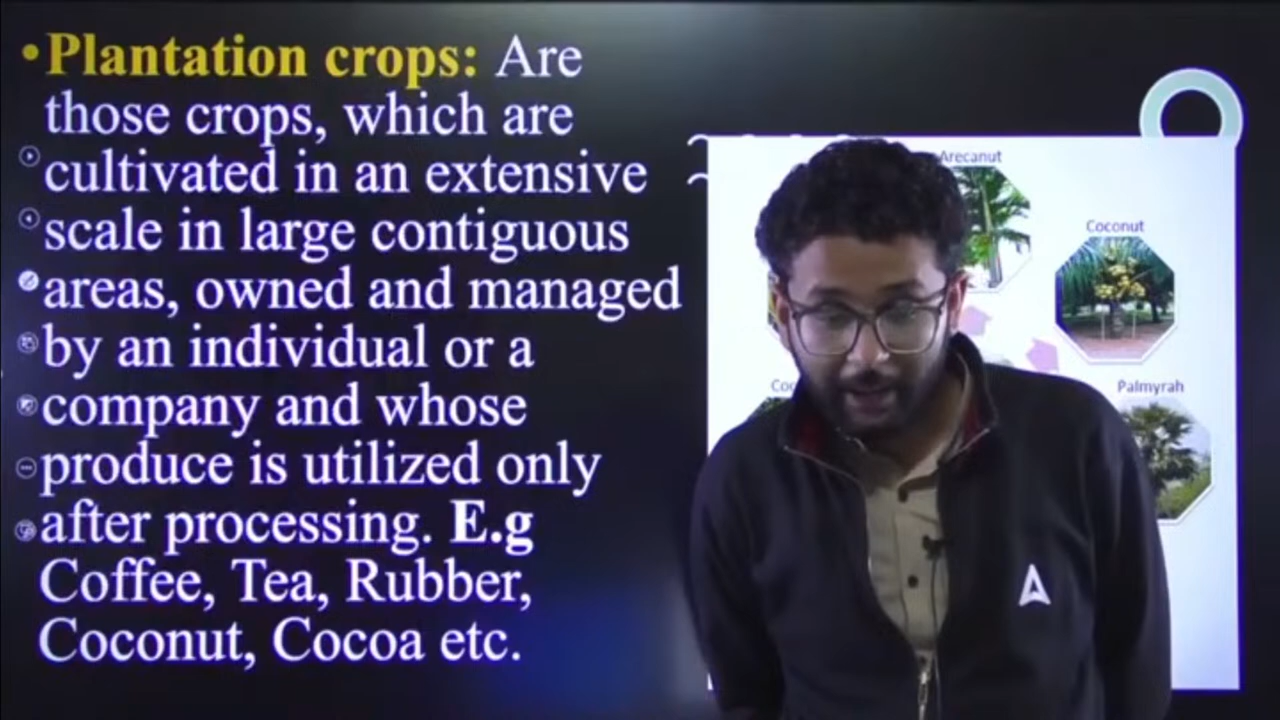 •Plantation crops: Are
those crops, which are
cultivated in an extensive
scale in large contiguous
areas, owned and managed
by an individual or a
company and whose
produce is utilized only
after processing. E.g
Coffee, Tea, Rubber,
Coconut, Cocoa etc.
Arecanut
Coconut
Palmyrah